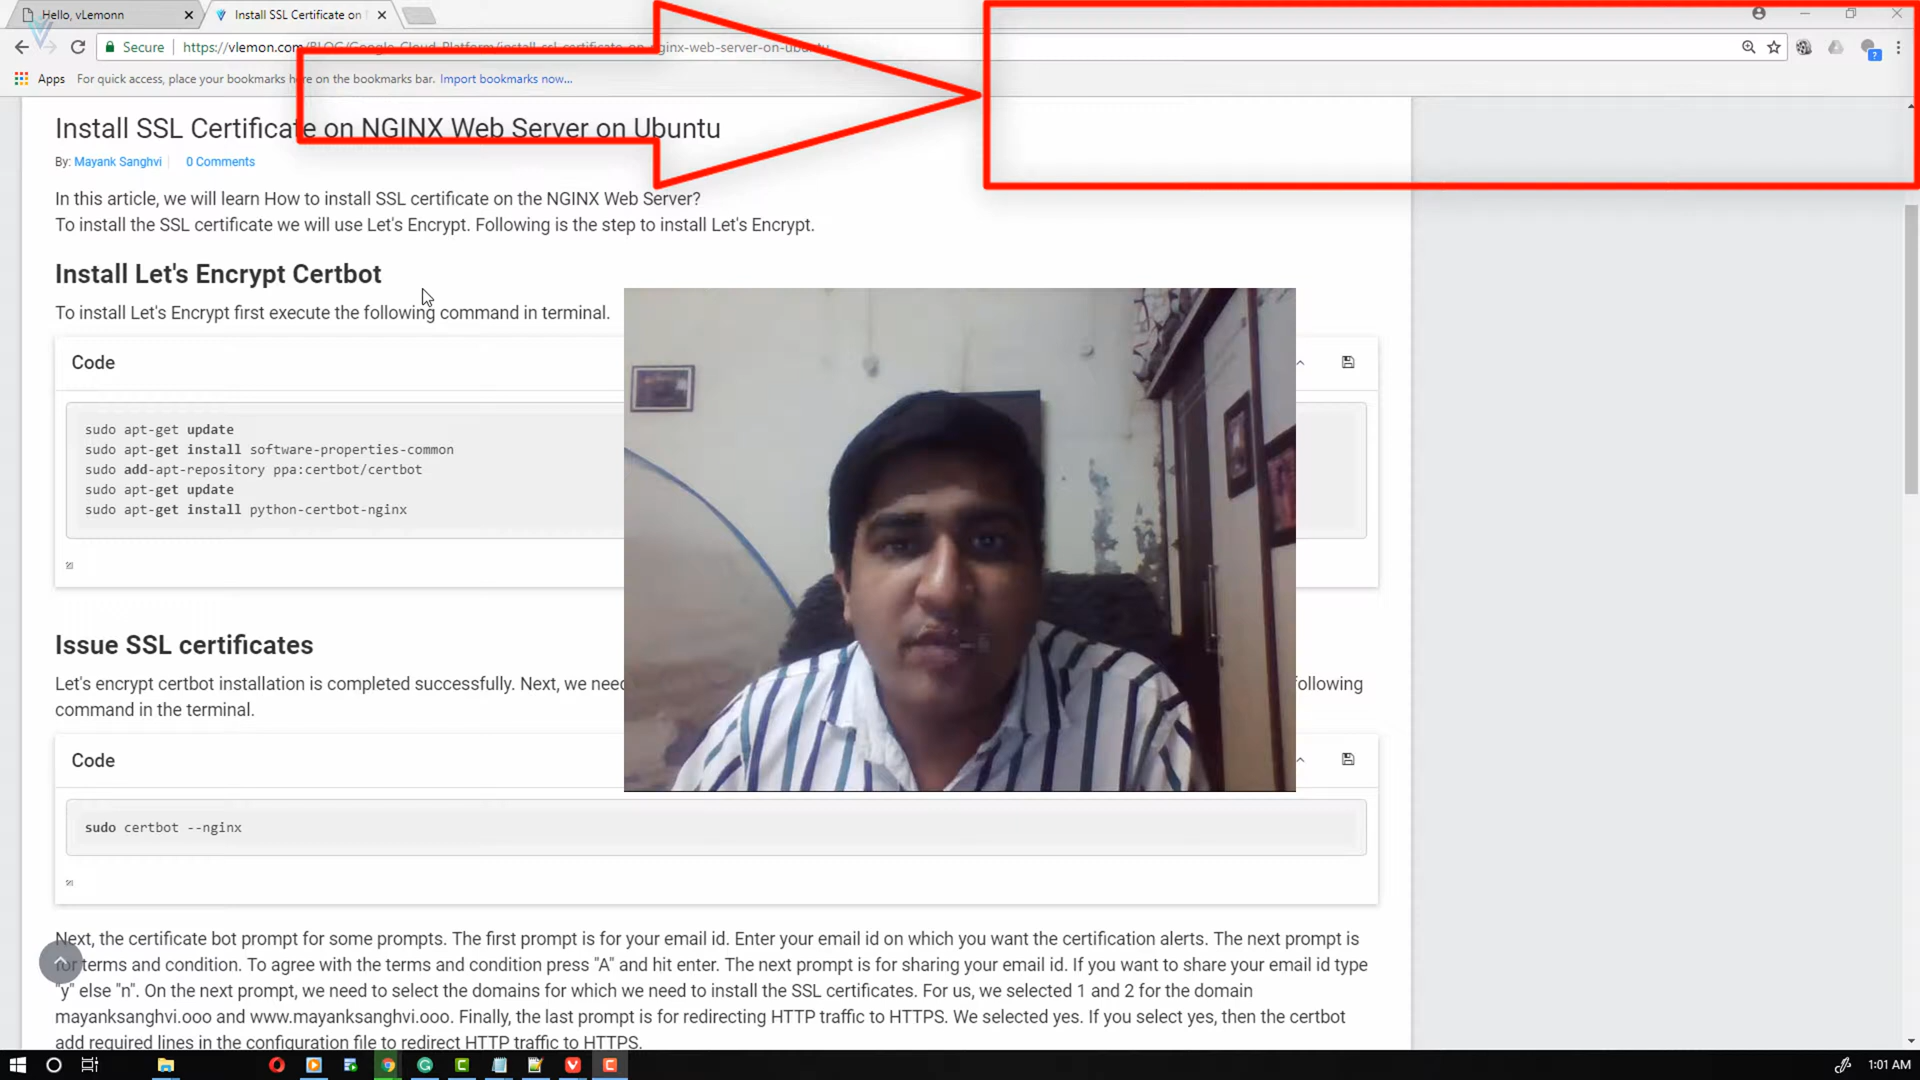 Hello, vLemonn
Install SSL Certificate on
Secure
https://vlemon.com/BLOG/Google_Cloud_Platform/install-ssl-certificate-on-nginx-web-server-on-ubuntu
Apps For quick access, place your bookmarks here on the bookmarks bar. Import bookmarks now...
Install SSL Certificate on NGINX Web Server on Ubuntu
By: Mayank Sanghvi 0 Comments
In this article, we will learn How to install SSL certificate on the NGINX Web Server?
To install the SSL certificate we will use Let's Encrypt. Following is the step to install Let's Encrypt.
Install Let's Encrypt Certbot
To install Let's Encrypt first execute the following command in terminal.
Code
sudo apt-get update
sudo apt-get install software-properties-common
sudo add-apt-repository ppa:certbot/certbot
sudo apt-get update
sudo apt-get install python-certbot-nginx
Issue SSL certificates
Let's encrypt certbot installation is completed successfully. Next, we need following
command in the terminal.
Code
sudo certbot --nginx
Next, the certificate bot prompt for some prompts. The first prompt is for your email id. Enter your email id on which you want the certification alerts. The next prompt is
for terms and condition. To agree with the terms and condition press "A" and hit enter. The next prompt is for sharing your email id. If you want to share your email id type
"y" else "n". On the next prompt, we need to select the domains for which we need to install the SSL certificates. For us, we selected 1 and 2 for the domain
mayanksanghvi.ooo and www.mayanksanghvi.ooo. Finally, the last prompt is for redirecting HTTP traffic to HTTPS. We selected yes. If you select yes, then the certbot
add required lines in the configuration file to redirect HTTP traffic to HTTPS.
1:01 AM